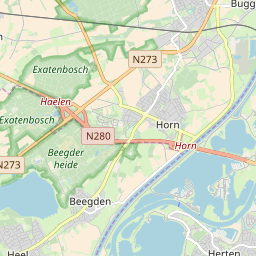 Bugg
N273
Exatenbosch
Haelen
Exatenbosch
N280
Horn
Horn
Beegder
heide
N273
Beegden
Heel
Herten